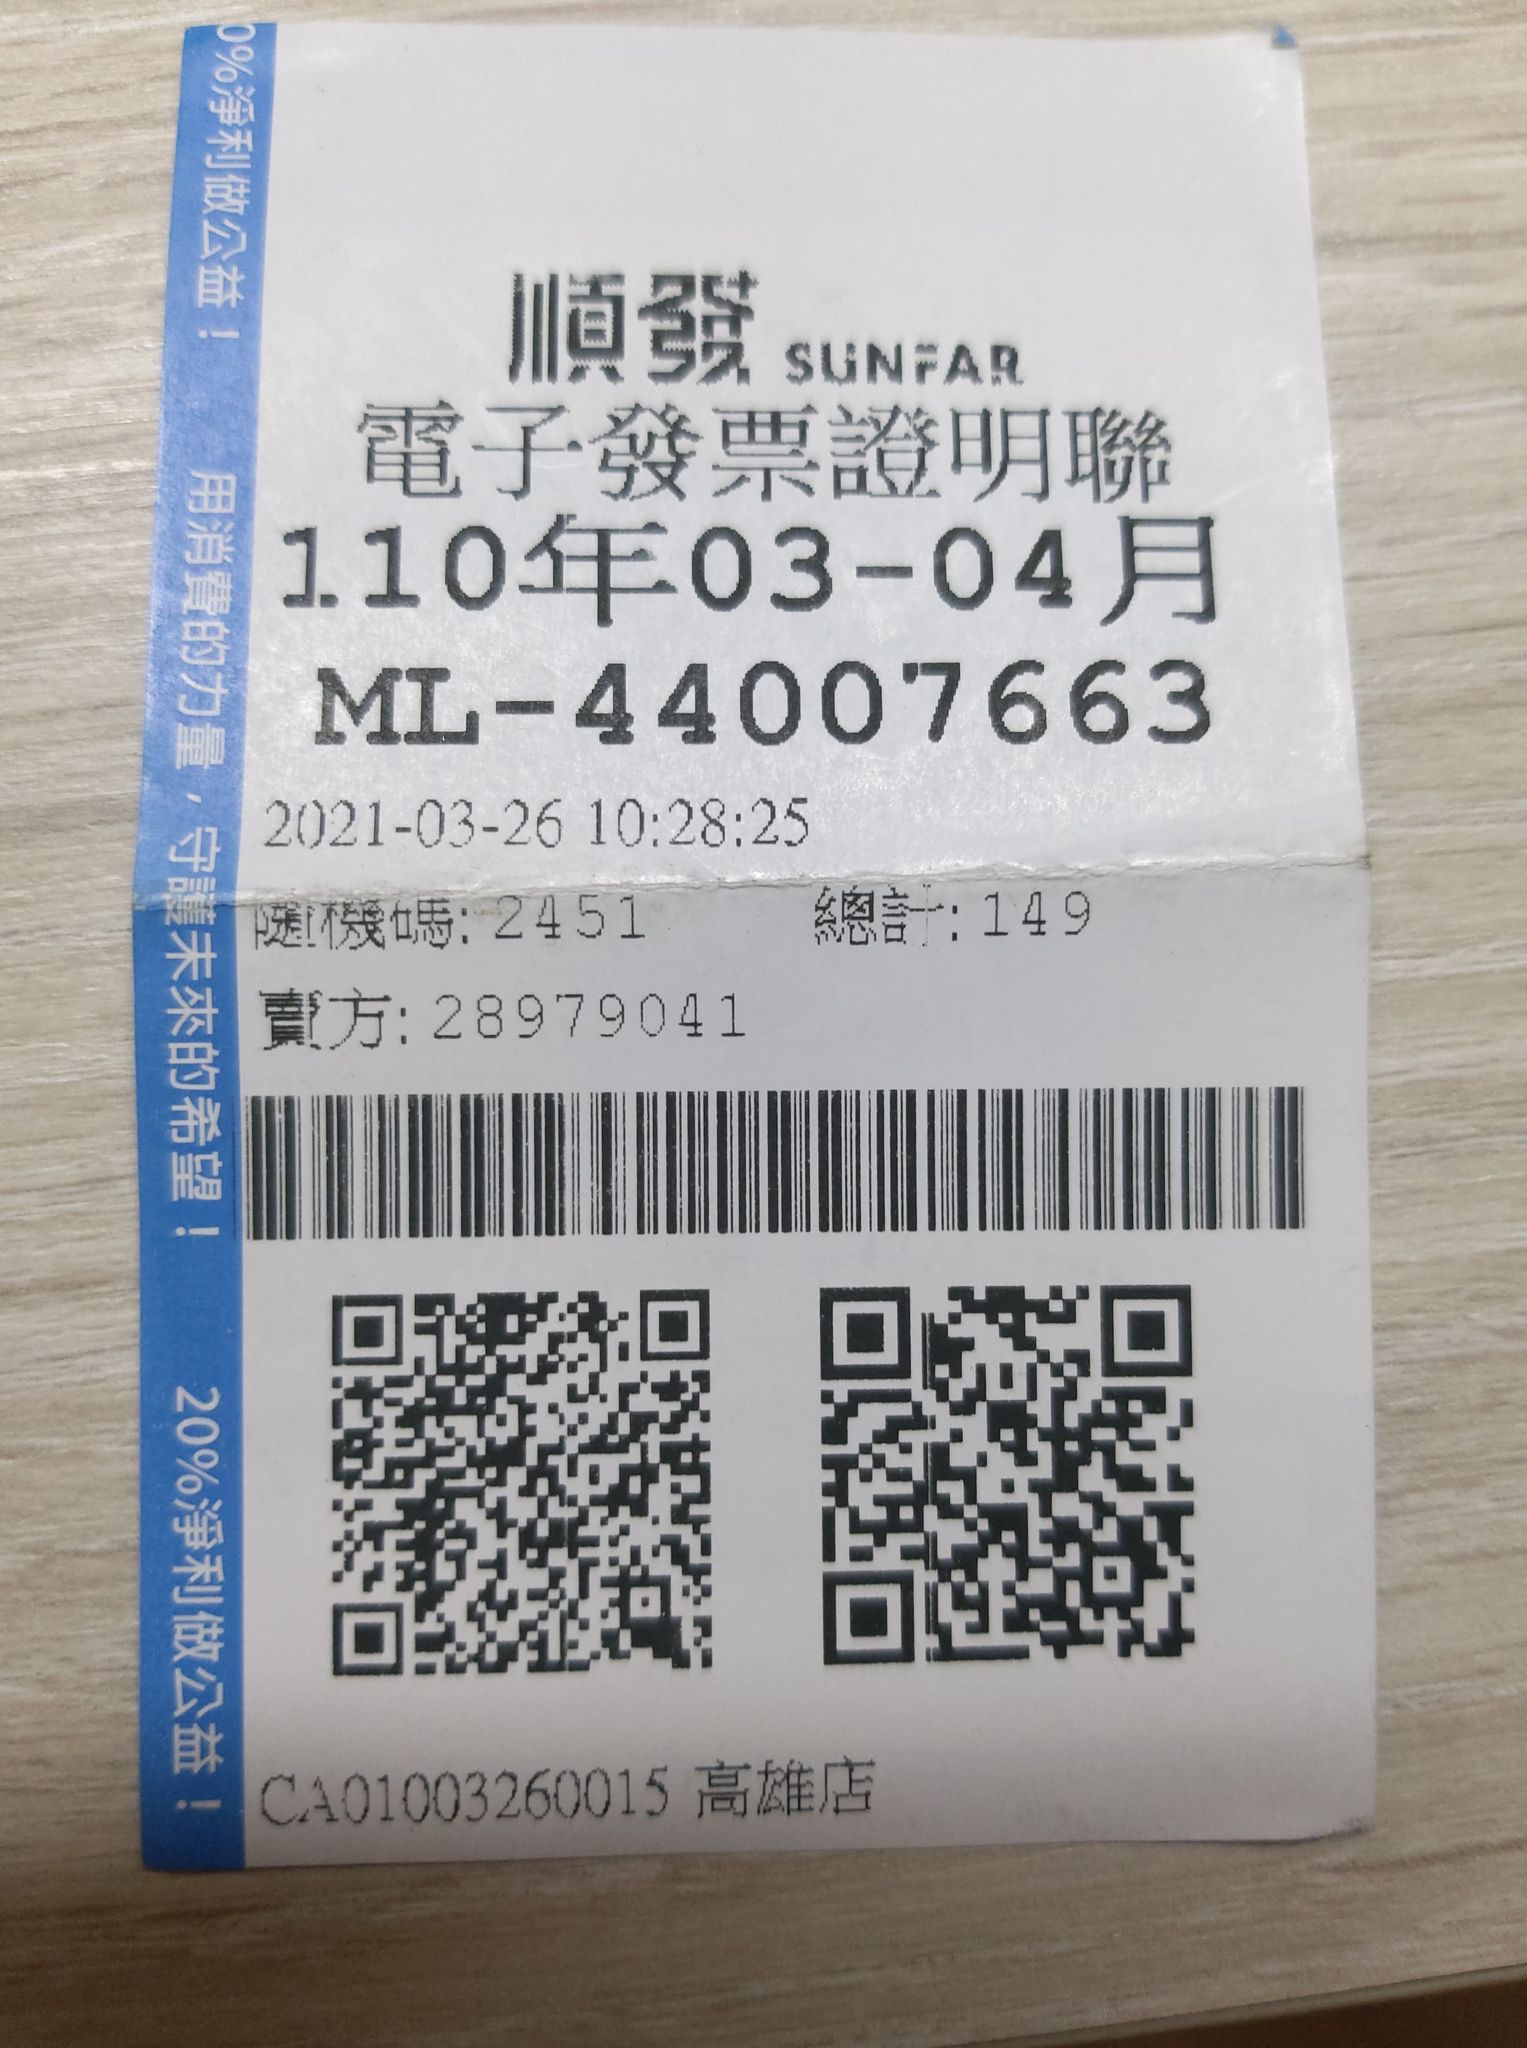 順發 SUNFAR
電子發票證明聯
110年03-04月
ML-44007663
2021-03-26 10:28:25
隨機碼:2451 總計:149
賣方:28979041
CA01003260015 高雄店
0%淨利做公益！ 用消費的力量，守護未來的希望！ 20%淨利做公益！